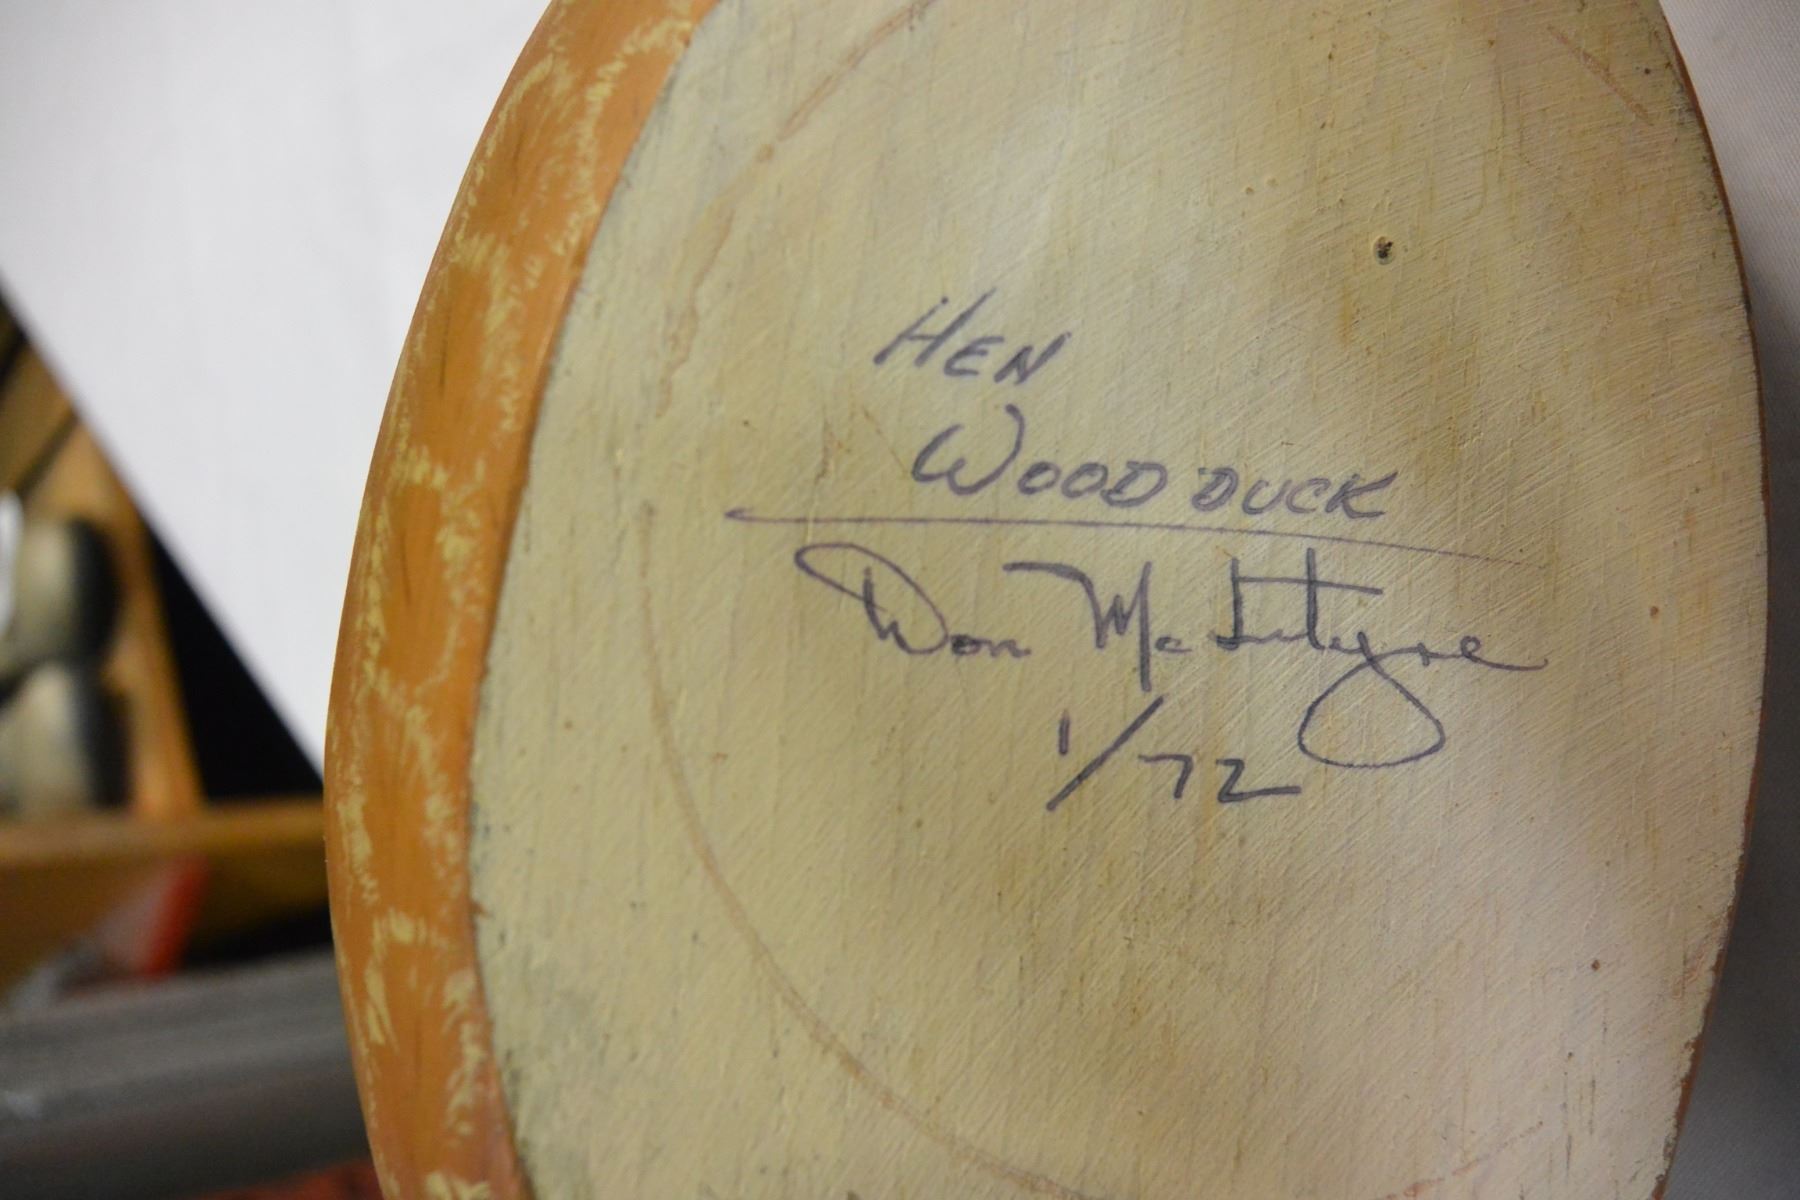 HEN
WOOD DUCK
Don McIntyre
1/72